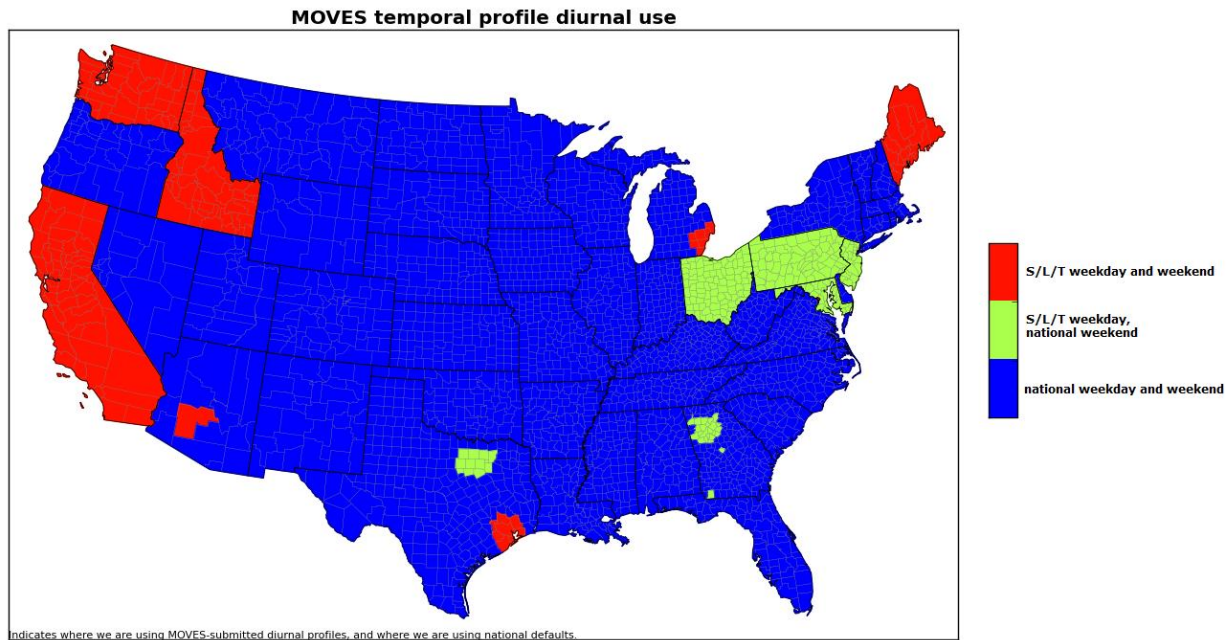 MOVES temporal profile diurnal use
S/L/T weekday and weekend
S/L/T weekday,
national weekend
national weekday and weekend
Indicates where we are using MOVES-submitted diurnal profiles, and where we are using national defaults.